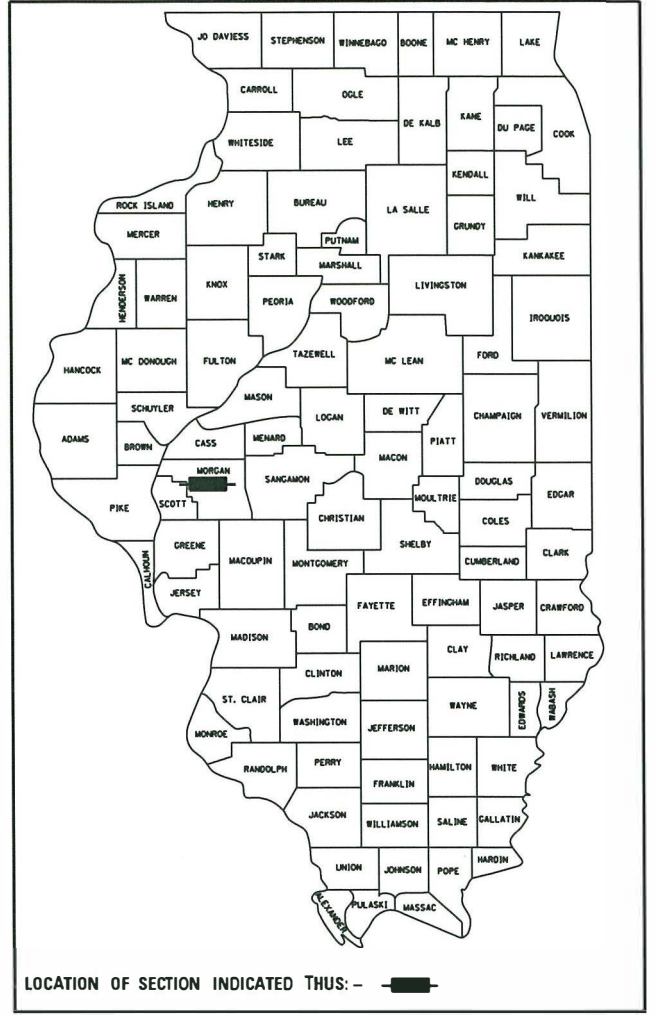 JO DAVIESS STEPHENSON WINNEBAGO BOONE MC HENRY LAKE
CARROLL OGLE
DE KALB KANE DU PAGE COOK
WHITESIDE LEE
KENDALL
ROCK ISLAND HENRY BUREAU LA SALLE WILL
GRUNDY
MERCER PUTNAM
STARK MARSHALL KANKAKEE
HENDERSON WARREN KNOX PEORIA WOODFORD LIVINGSTON
IROQUOIS
HANCOCK MC DONOUGH FULTON TAZEWELL MC LEAN FORD
MASON
SCHUYLER LOGAN DE WITT CHAMPAIGN VERMILION
ADAMS BROWN CASS MENARD PIATT
MACON
MORGAN SANGAMON DOUGLAS
PIKE SCOTT MOULTRIE EDGAR
CHRISTIAN COLES
GREENE SHELBY
CALHOUN MACOUPIN MONTGOMERY CUMBERLAND CLARK
JERSEY FAYETTE EFFINGHAM JASPER CRAWFORD
MADISON BOND
CLAY RICHLAND LAWRENCE
CLINTON MARION
ST. CLAIR WAYNE EDWARDS WABASH
WASHINGTON JEFFERSON
MONROE
RANDOLPH PERRY HAMILTON WHITE
FRANKLIN
JACKSON WILLIAMSON SALINE GALLATIN
UNION JOHNSON POPE HARDIN
ALEXANDER PULASKI MASSAC
LOCATION OF SECTION INDICATED THUS: -